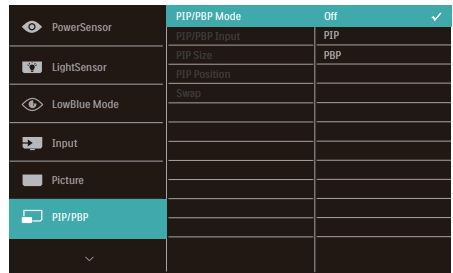 PowerSensor
LightSensor
LowBlue Mode
Input
Picture
PIP/PBP
PIP/PBP Mode
PIP/PBP Input
PIP Size
PIP Position
Swap
Off
PIP
PBP